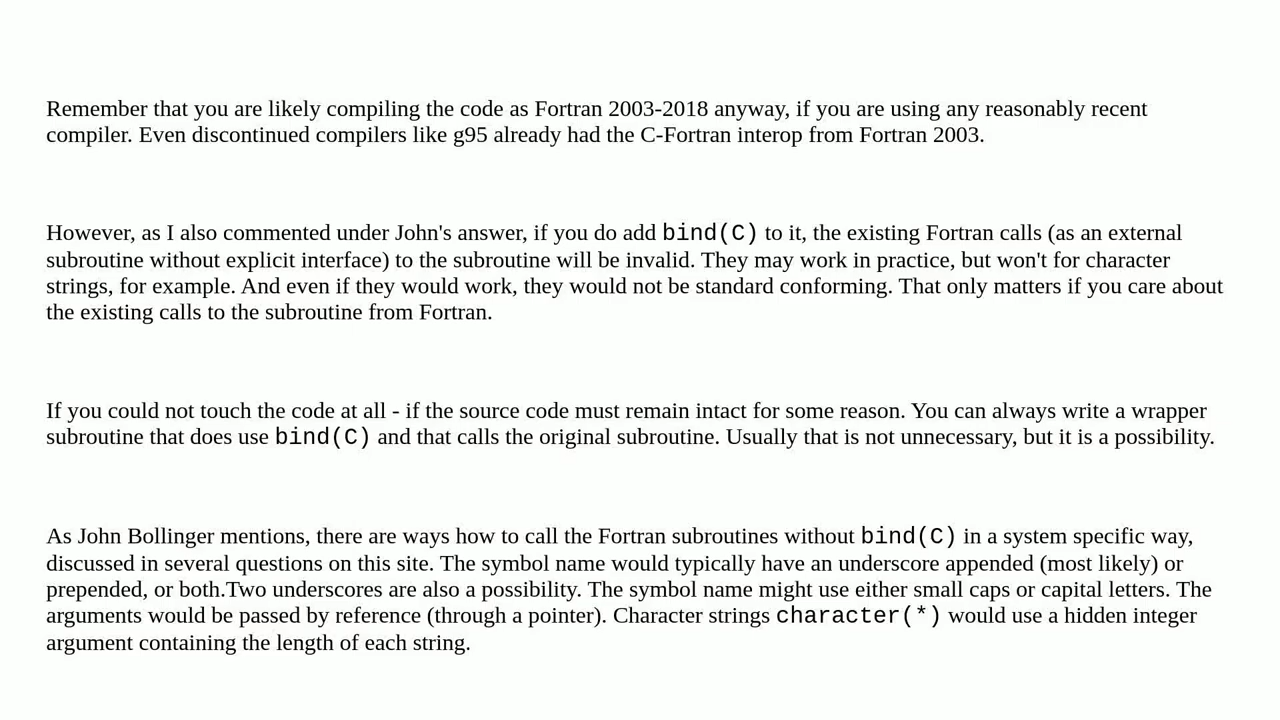 Remember that you are likely compiling the code as Fortran 2003-2018 anyway, if you are using any reasonably recent
compiler. Even discontinued compilers like g95 already had the C-Fortran interop from Fortran 2003.
However, as I also commented under John's answer, if you do add bind(C) to it, the existing Fortran calls (as an external
subroutine without explicit interface) to the subroutine will be invalid. They may work in practice, but won't for character
strings, for example. And even if they would work, they would not be standard conforming. That only matters if you care about
the existing calls to the subroutine from Fortran.
If you could not touch the code at all - if the source code must remain intact for some reason. You can always write a wrapper
subroutine that does use bind(C) and that calls the original subroutine. Usually that is not unnecessary, but it is a possibility.
As John Bollinger mentions, there are ways how to call the Fortran subroutines without bind(C) in a system specific way,
discussed in several questions on this site. The symbol name would typically have an underscore appended (most likely) or
prepended, or both.Two underscores are also a possibility. The symbol name might use either small caps or capital letters. The
arguments would be passed by reference (through a pointer). Character strings character(*) would use a hidden integer
argument containing the length of each string.